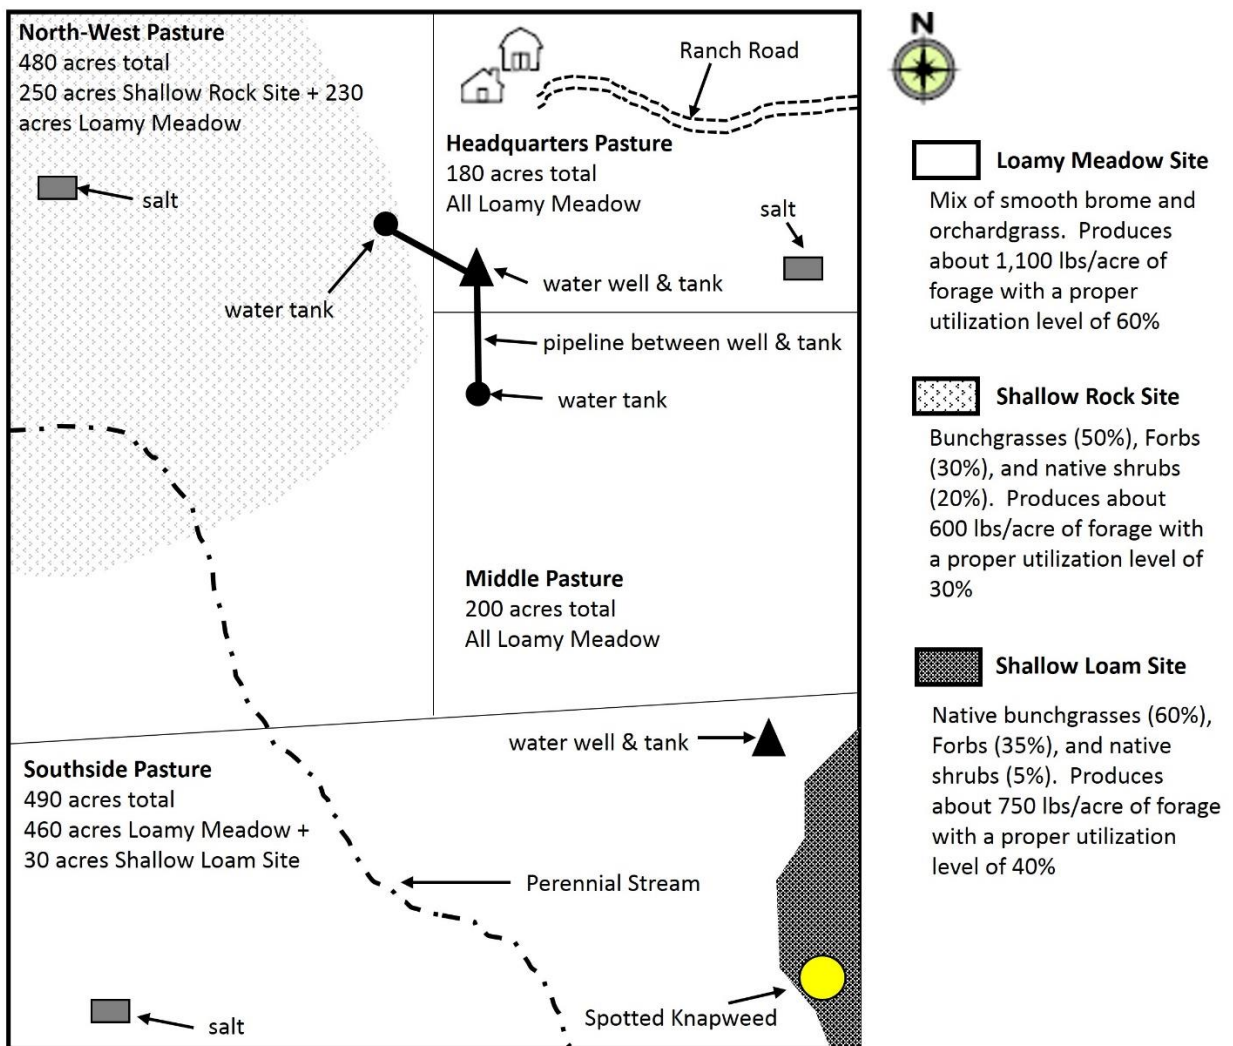 North-West Pasture
480 acres total
250 acres Shallow Rock Site + 230
acres Loamy Meadow
salt
water tank
Ranch Road
Headquarters Pasture
180 acres total
All Loamy Meadow
salt
water well & tank
pipeline between well & tank
water tank
Middle Pasture
200 acres total
All Loamy Meadow
water well & tank
Southside Pasture
490 acres total
460 acres Loamy Meadow +
30 acres Shallow Loam Site
Perennial Stream
Spotted Knapweed
salt
N
Loamy Meadow Site
Mix of smooth brome and
orchardgrass. Produces
about 1,100 lbs/acre of
forage with a proper
utilization level of 60%
Shallow Rock Site
Bunchgrasses (50%), Forbs
(30%), and native shrubs
(20%). Produces about
600 lbs/acre of forage with
a proper utilization level of
30%
Shallow Loam Site
Native bunchgrasses (60%),
Forbs (35%), and native
shrubs (5%). Produces
about 750 lbs/acre of forage
with a proper utilization
level of 40%